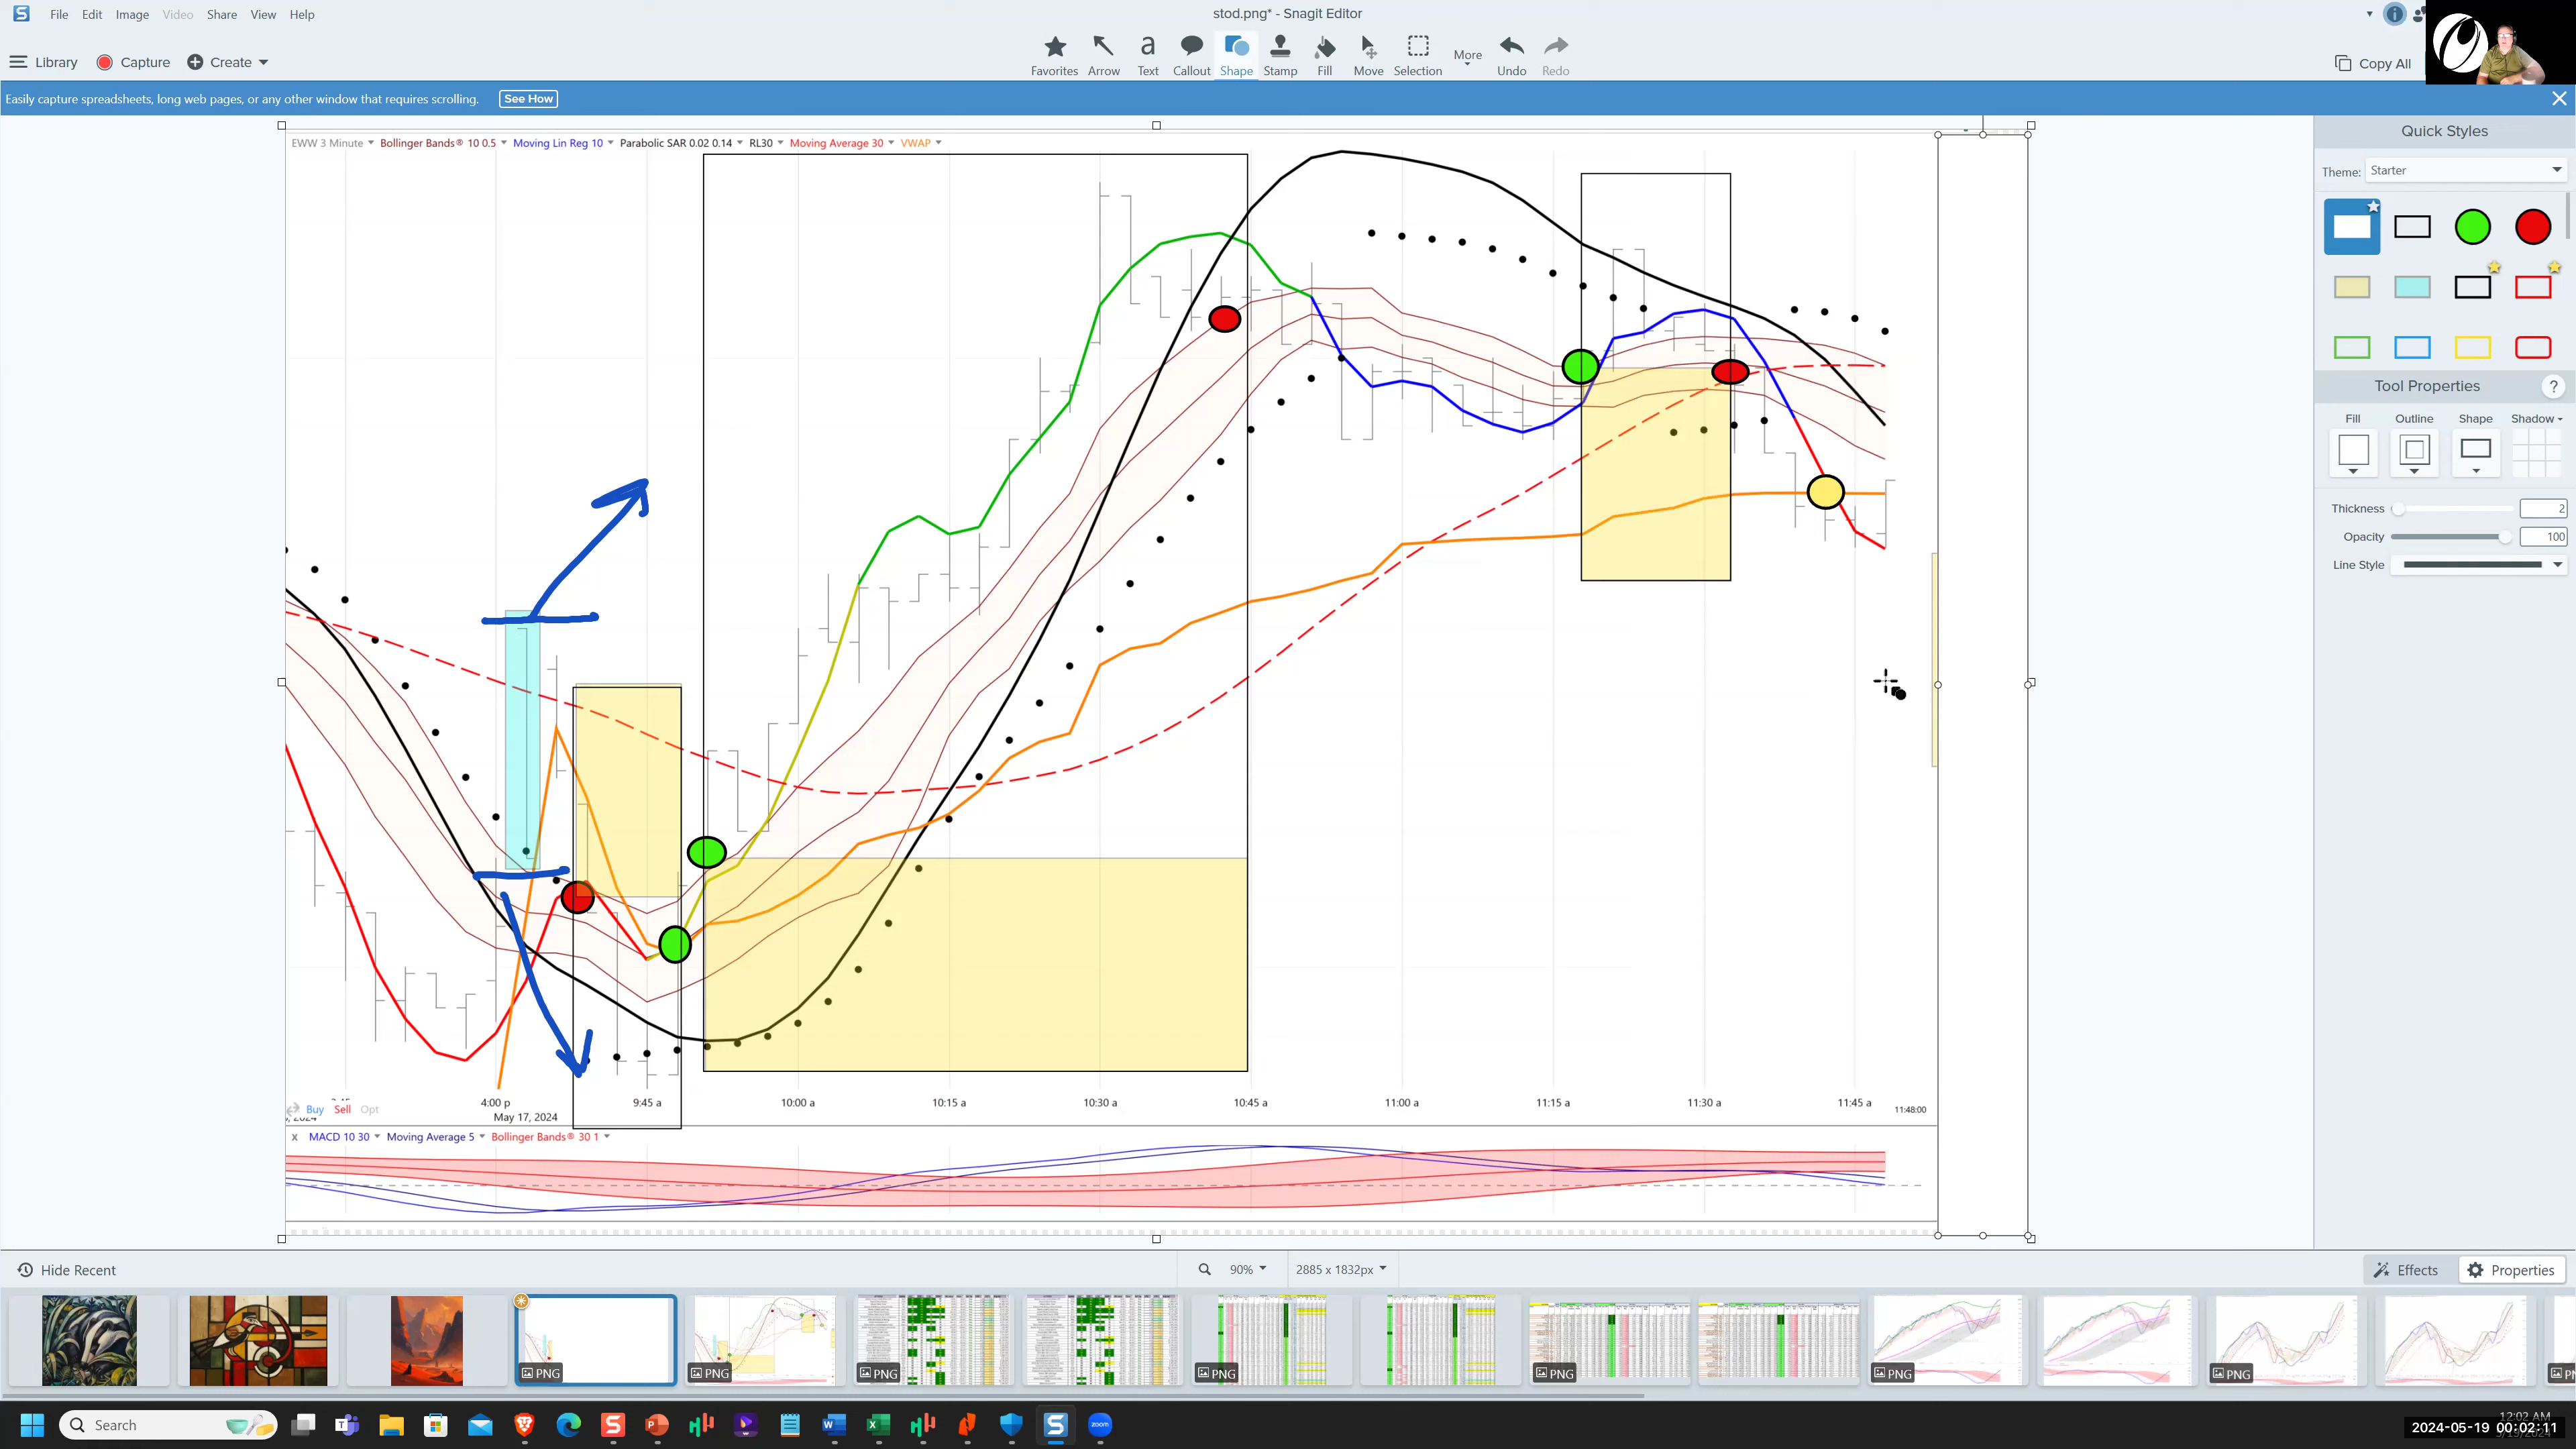 File Edit Image Video Share View Help
stod.png* - Snagit Editor
Library Capture Create
Favorites Arrow Text Callout Shape Stamp Fill Move Selection More Undo Redo
Copy All
Easily capture spreadsheets, long web pages, or any other window that requires scrolling. See How
Quick Styles
Theme: Starter
EWW 3 Minute Bollinger Bands® 10 0.5 Moving Lin Reg 10 Parabolic SAR 0.02 0.14 RL30 Moving Average 30 VWAP
Tool Properties
?
Fill Outline Shape Shadow
Thickness 2
Opacity 100
Line Style
4:00 p 9:45 a 10:00 a 10:15 a 10:30 a 10:45 a 11:00 a 11:15 a 11:30 a 11:45 a 11:48:00
Buy Sell Opt
May 17, 2024
x MACD 10 30 Moving Average 5 Bollinger Bands® 30 1
Hide Recent
90% 2885 x 1832px
Effects Properties
PNG PNG PNG PNG PNG PNG PNG
Search
zoom
12:02 AM
2024-05-19 00:02:11